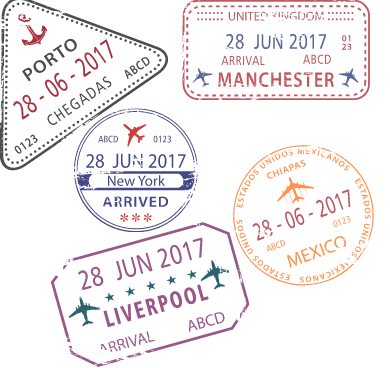 PORTO
28 - 06 - 2017
CHEGADAS
0123
ABCD
UNITED KINGDOM
28 JUN 2017
01
23
ARRIVAL
ABCD
MANCHESTER
ABCD
0123
28 JUN 2017
New York
ARRIVED
***
ESTADOS UNIDOS MEXICANOS
ESTADOS UNIDOS MEXICANOS
ESTADOS UNIDOS
CHIAPAS
28 - 06 - 2017
ABCD
0123
MEXICO
28 JUN 2017
LIVERPOOL
ARRIVAL
ABCD